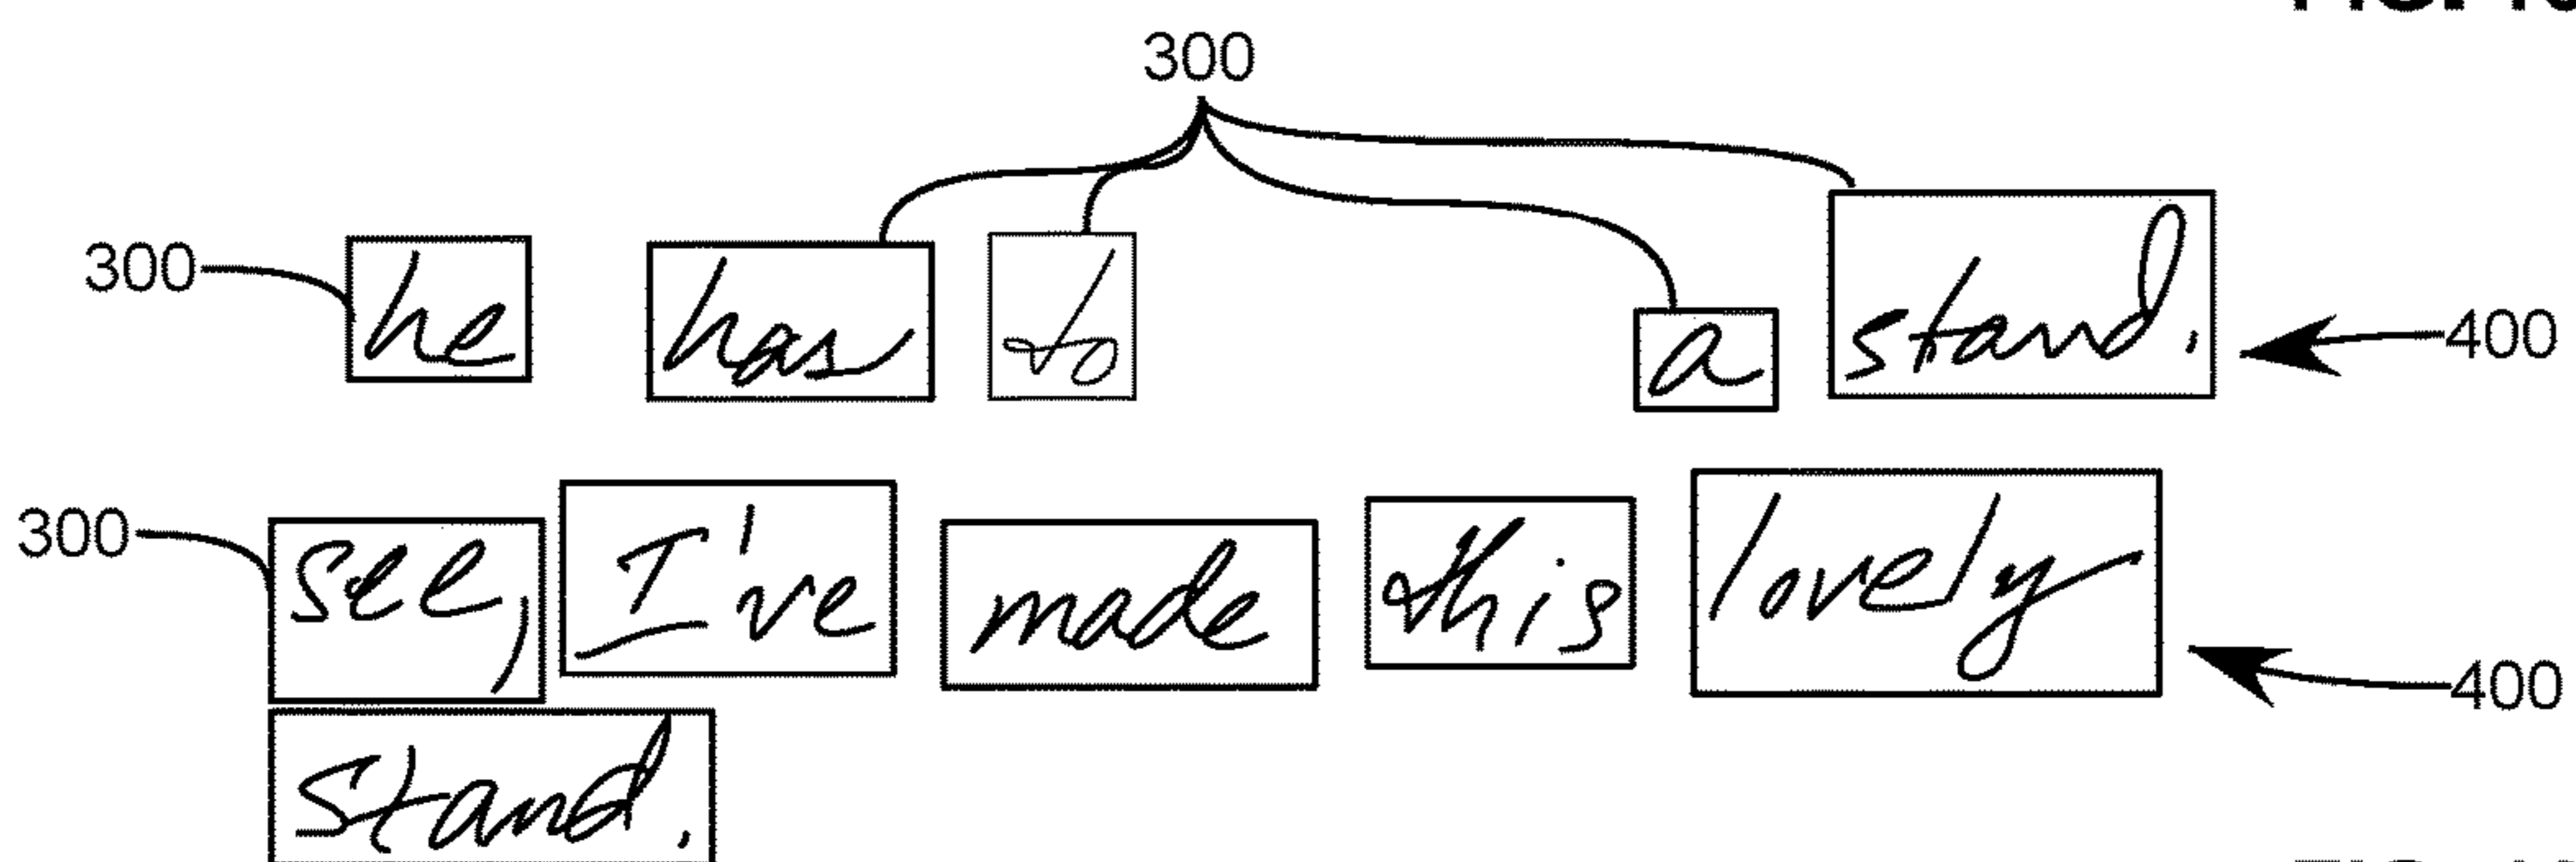 300
300 he has to a stand. 400
300 see, I've made this lovely 400
stand.